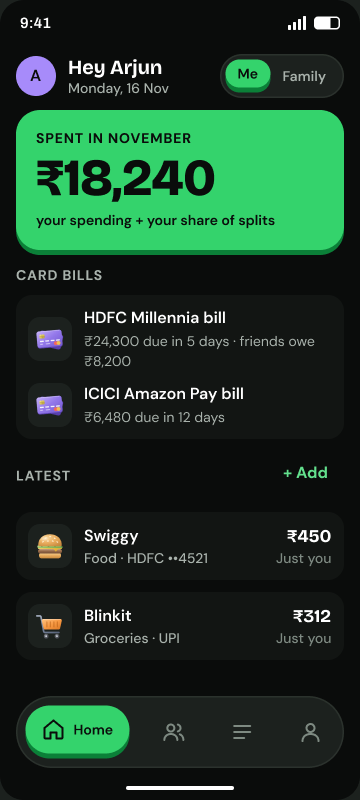 9:41
A
Hey Arjun
Monday, 16 Nov
Me
Family
SPENT IN NOVEMBER
₹18,240
your spending + your share of splits
CARD BILLS
HDFC Millennia bill
₹24,300 due in 5 days · friends owe
₹8,200
ICICI Amazon Pay bill
₹6,480 due in 12 days
LATEST
+ Add
Swiggy
₹450
Food · HDFC ••4521
Just you
Blinkit
₹312
Groceries · UPI
Just you
Home